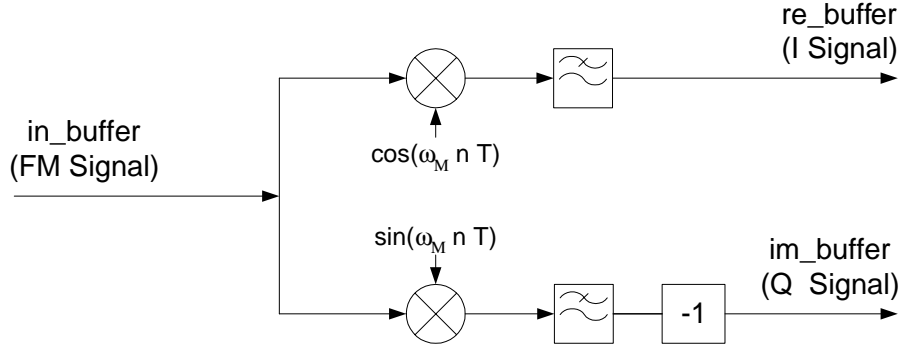 re_buffer
(I Signal)
in_buffer
(FM Signal)
cos(ω_M n T)
sin(ω_M n T)
im_buffer
(Q Signal)
-1